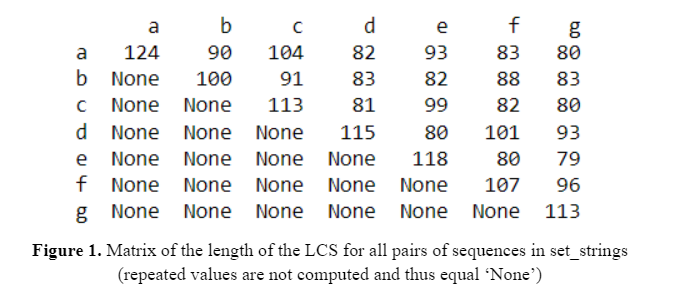 a b c d e f g
a 124 90 104 82 93 83 80
b None 100 91 83 82 88 83
c None None 113 81 99 82 80
d None None None 115 80 101 93
e None None None None 118 80 79
f None None None None None 107 96
g None None None None None None 113
Figure 1. Matrix of the length of the LCS for all pairs of sequences in set_strings
(repeated values are not computed and thus equal ‘None’)